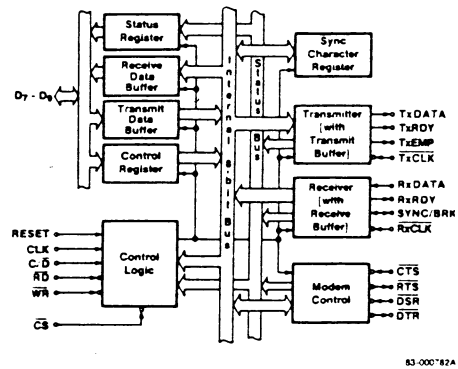 Status
Register
Receive
Data
Buffer
D7 - D0
Transmit
Data
Buffer
Control
Register
Internal 8-bit Bus
Status Bus
Sync
Character
Register
Transmitter
[with
Transmit
Buffer]
TxDATA
TxRDY
TxEMP
TxCLK
Receiver
[with
Receive
Buffer]
RxDATA
RxRDY
SYNC/BRK
RxCLK
RESET
CLK
C/D
RD
WR
CS
Control
Logic
Modem
Control
CTS
RTS
DSR
DTR
83-000782A